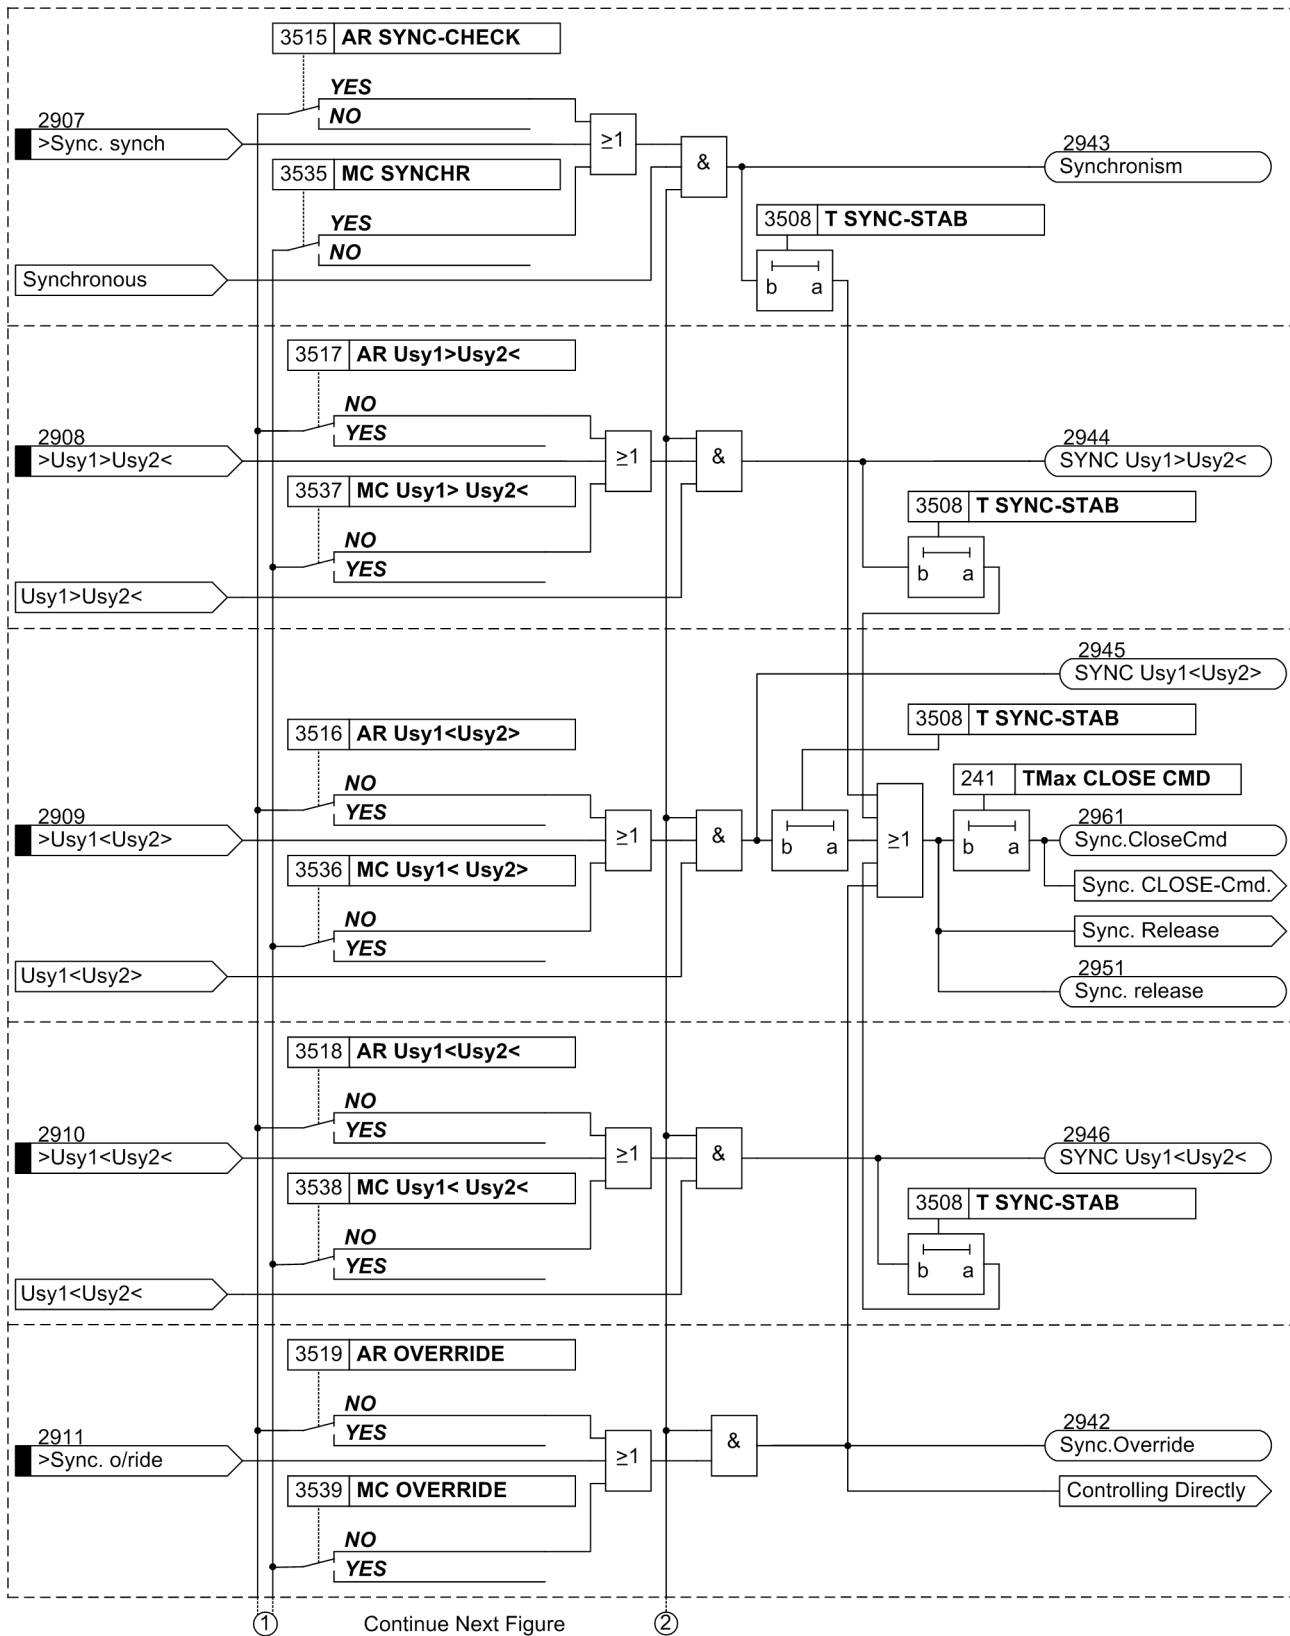 3515 AR SYNC-CHECK
YES
NO
2907
>Sync. synch
≥1
3535 MC SYNCHR
&
2943
Synchronism
YES
NO
3508 T SYNC-STAB
Synchronous
b a
3517 AR Usy1>Usy2<
NO
YES
2908
>Usy1>Usy2<
≥1
&
2944
SYNC Usy1>Usy2<
3537 MC Usy1> Usy2<
3508 T SYNC-STAB
NO
YES
b a
Usy1>Usy2<
2945
SYNC Usy1<Usy2>
3516 AR Usy1<Usy2>
3508 T SYNC-STAB
NO
YES
241 TMax CLOSE CMD
2909
>Usy1<Usy2>
≥1
&
b a
≥1
b a
2961
Sync.CloseCmd
3536 MC Usy1< Usy2>
Sync. CLOSE-Cmd.
NO
YES
Sync. Release
Usy1<Usy2>
2951
Sync. release
3518 AR Usy1<Usy2<
NO
YES
2910
>Usy1<Usy2<
≥1
&
2946
SYNC Usy1<Usy2<
3538 MC Usy1< Usy2<
3508 T SYNC-STAB
NO
YES
b a
Usy1<Usy2<
3519 AR OVERRIDE
NO
YES
2911
>Sync. o/ride
≥1
&
2942
Sync.Override
3539 MC OVERRIDE
Controlling Directly
NO
YES
1 Continue Next Figure 2